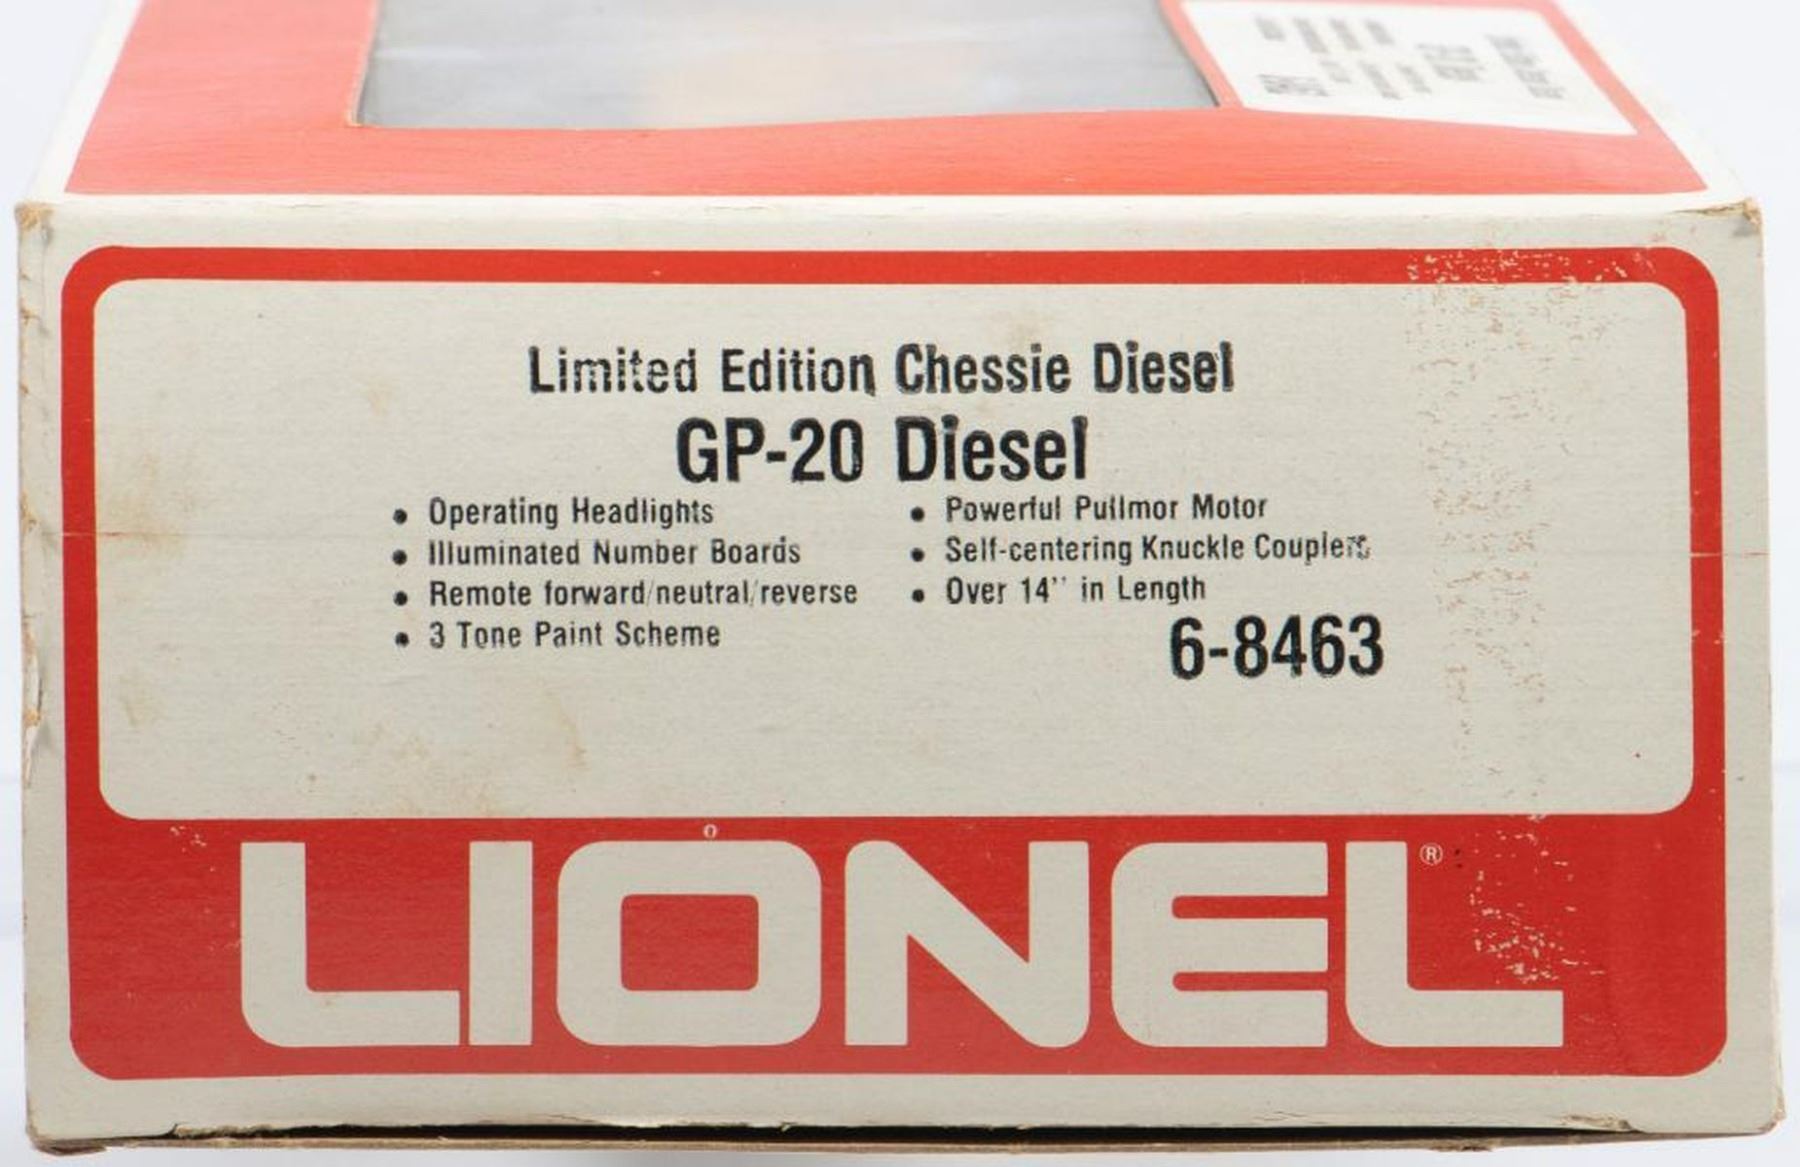 Limited Edition Chessie Diesel
GP-20 Diesel
• Operating Headlights
• Illuminated Number Boards
• Remote forward/neutral/reverse
• 3 Tone Paint Scheme
• Powerful Pullmor Motor
• Self-centering Knuckle Couplers
• Over 14'' in Length
6-8463
0
LIONEL®